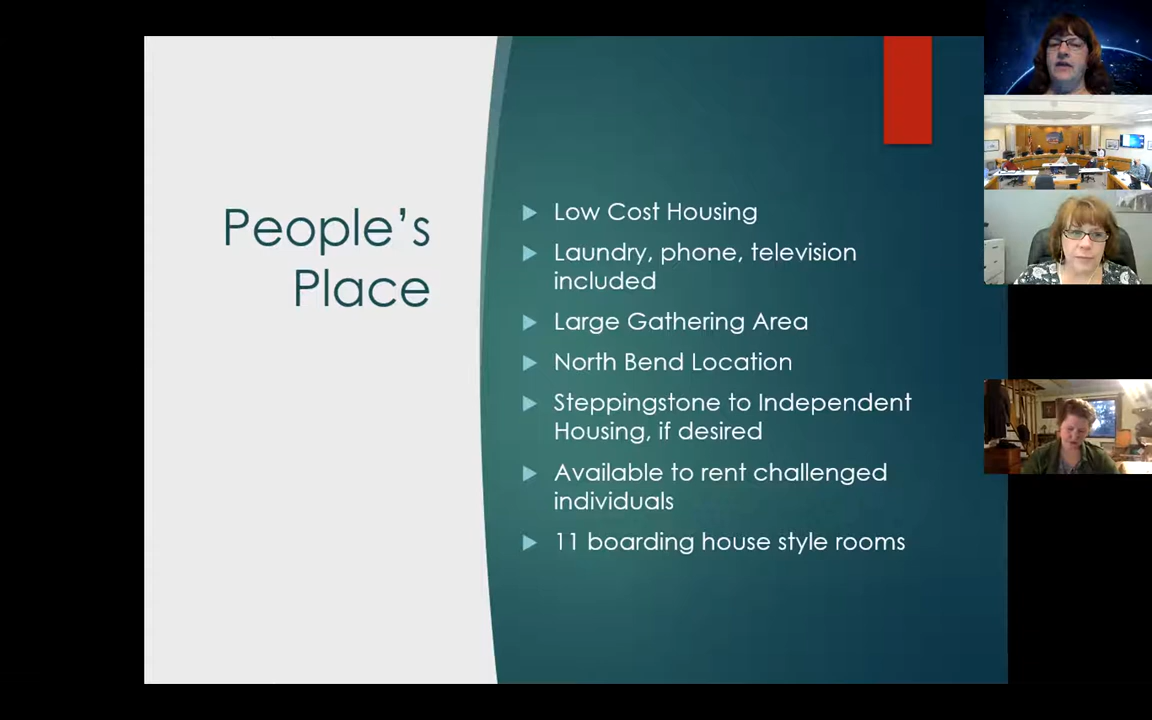 People's
Place
Low Cost Housing
Laundry, phone, television
included
Large Gathering Area
North Bend Location
Steppingstone to Independent
Housing, if desired
Available to rent challenged
individuals
11 boarding house style rooms